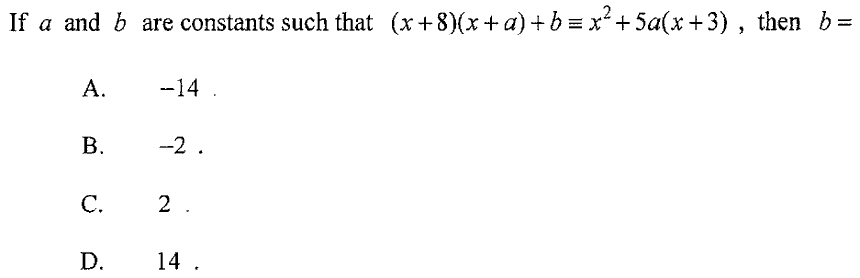 If a and b are constants such that (x+8)(x+a)+b≡x²+5a(x+3) , then b=
A. −14 .
B. −2 .
C. 2 .
D. 14 .